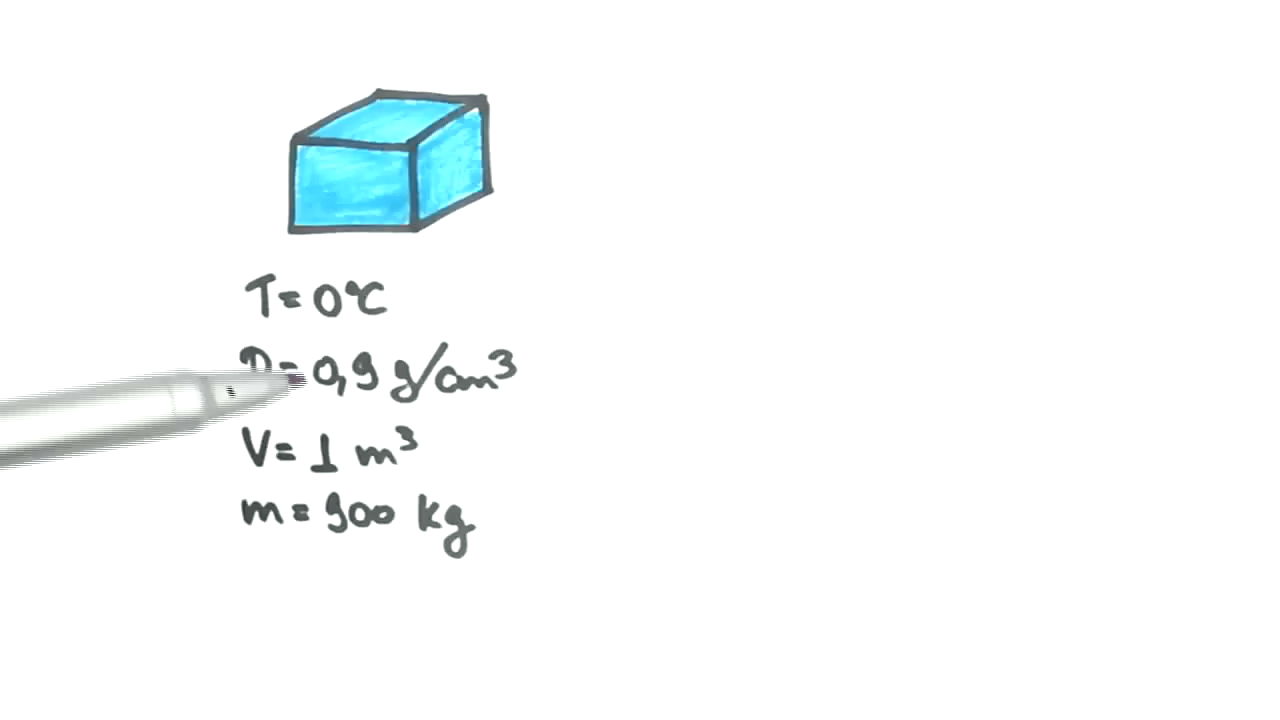 T= 0°C
D= 0,9 g/cm³
V= 1 m³
m= 900 kg